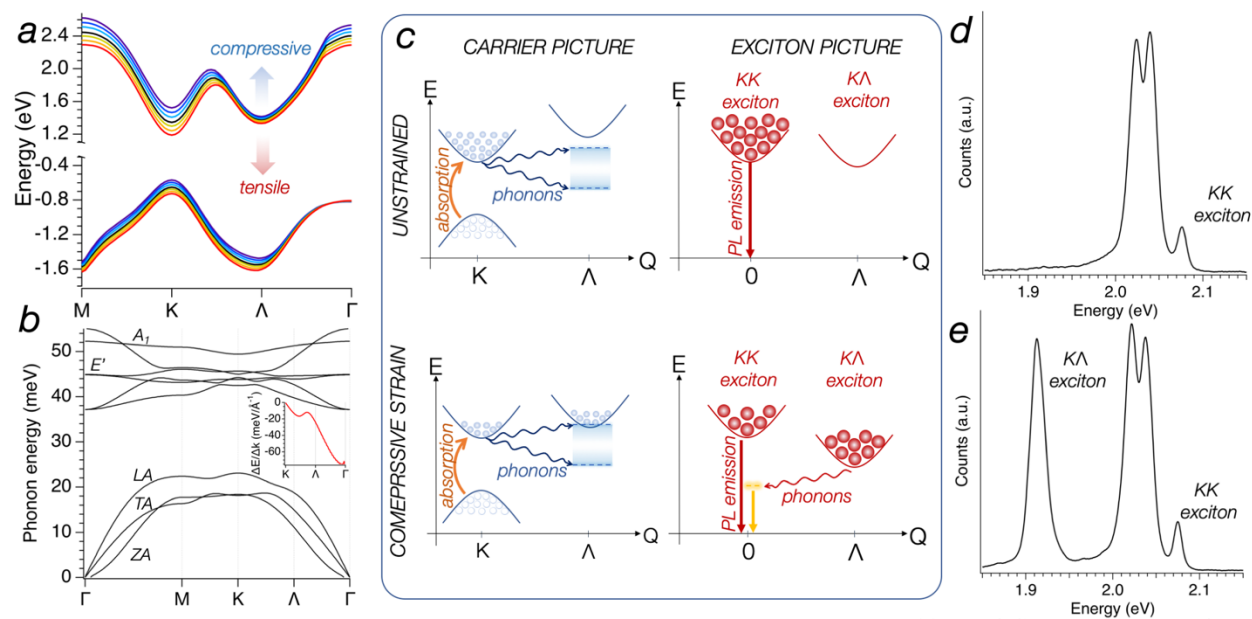 a
Energy (eV)
2.4
2.0
1.6
1.2
-0.4
-0.8
-1.2
-1.6
compressive
tensile
M K Λ Γ
b
Phonon energy (meV)
50
40
30
20
10
0
A1
E'
LA
TA
ZA
ΔE/Δk (meV/Å⁻¹)
0
-20
-40
-60
K Λ Γ
Γ M K Λ Γ
c
CARRIER PICTURE
EXCITON PICTURE
UNSTRAINED
E
absorption
phonons
K Λ Q
E
KK
exciton
KΛ
exciton
PL emission
0 Λ Q
COMEPRSSIVE STRAIN
E
absorption
phonons
K Λ Q
E
KK
exciton
KΛ
exciton
PL emission
phonons
0 Λ Q
d
Counts (a.u.)
KK
exciton
1.9 2.0 2.1
Energy (eV)
e
Counts (a.u.)
KΛ
exciton
KK
exciton
1.9 2.0 2.1
Energy (eV)